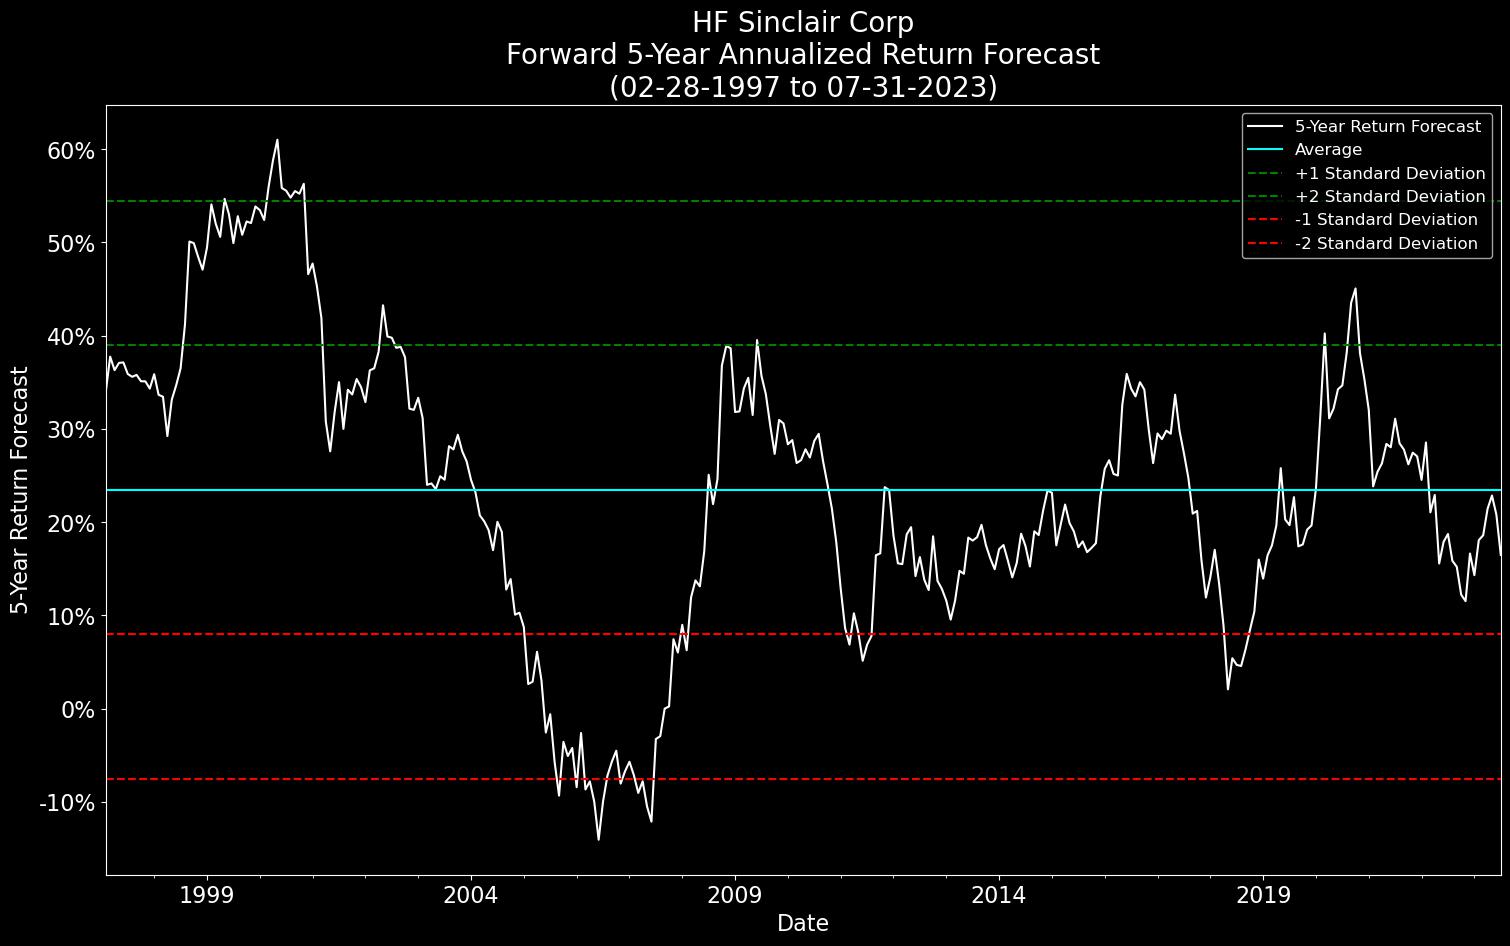 HF Sinclair Corp
Forward 5-Year Annualized Return Forecast
(02-28-1997 to 07-31-2023)
5-Year Return Forecast
Average
+1 Standard Deviation
+2 Standard Deviation
-1 Standard Deviation
-2 Standard Deviation
60%
50%
40%
30%
20%
10%
0%
-10%
5-Year Return Forecast
1999
2004
2009
2014
2019
Date